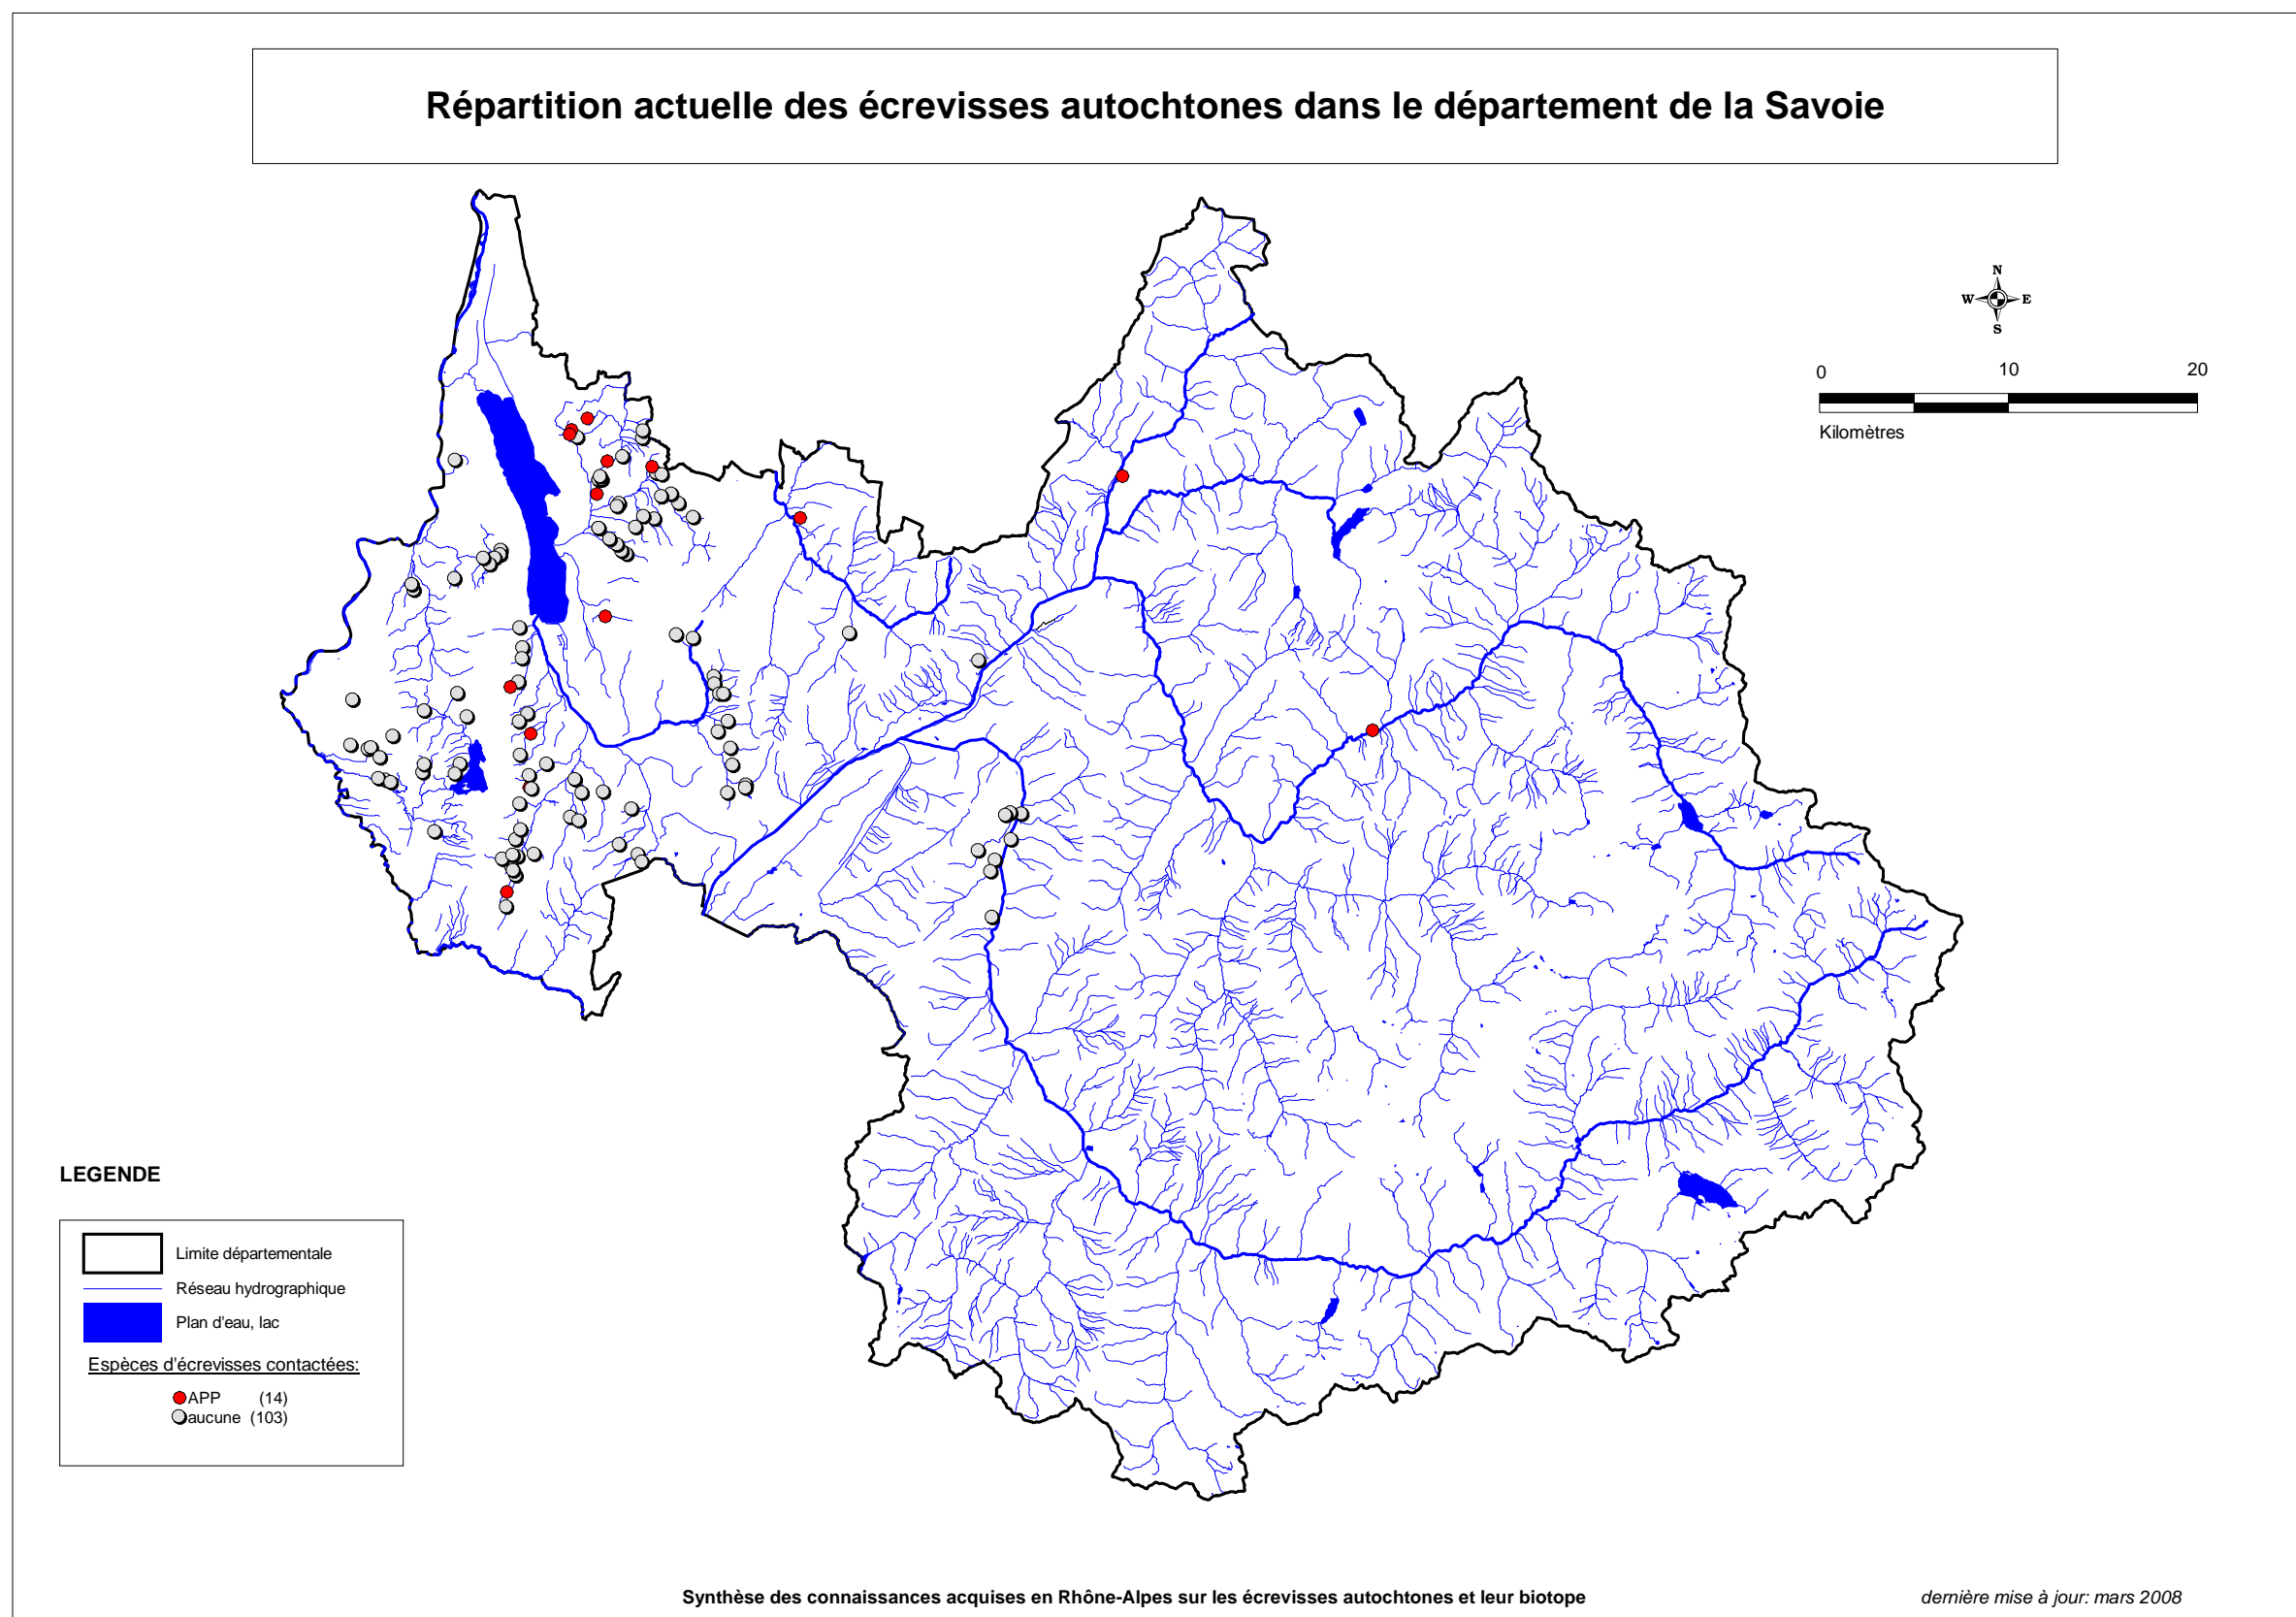 Répartition actuelle des écrevisses autochtones dans le département de la Savoie
N
W E
S
0 10 20
Kilomètres
LEGENDE
Limite départementale
Réseau hydrographique
Plan d'eau, lac
Espèces d'écrevisses contactées:
APP (14)
aucune (103)
Synthèse des connaissances acquises en Rhône-Alpes sur les écrevisses autochtones et leur biotope
dernière mise à jour: mars 2008